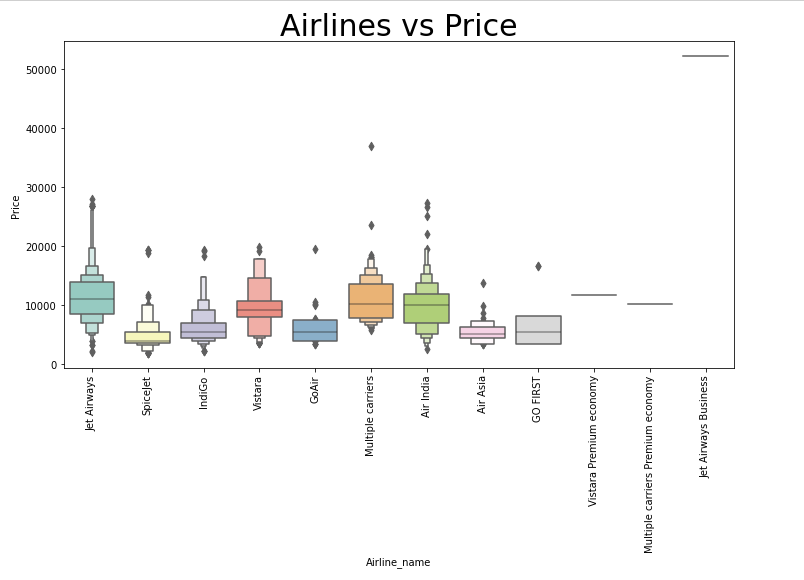 Airlines vs Price
50000
40000
30000
20000
10000
0
Price
Jet Airways
SpiceJet
IndiGo
Vistara
GoAir
Multiple carriers
Air India
Air Asia
GO FIRST
Vistara Premium economy
Multiple carriers Premium economy
Jet Airways Business
Airline_name